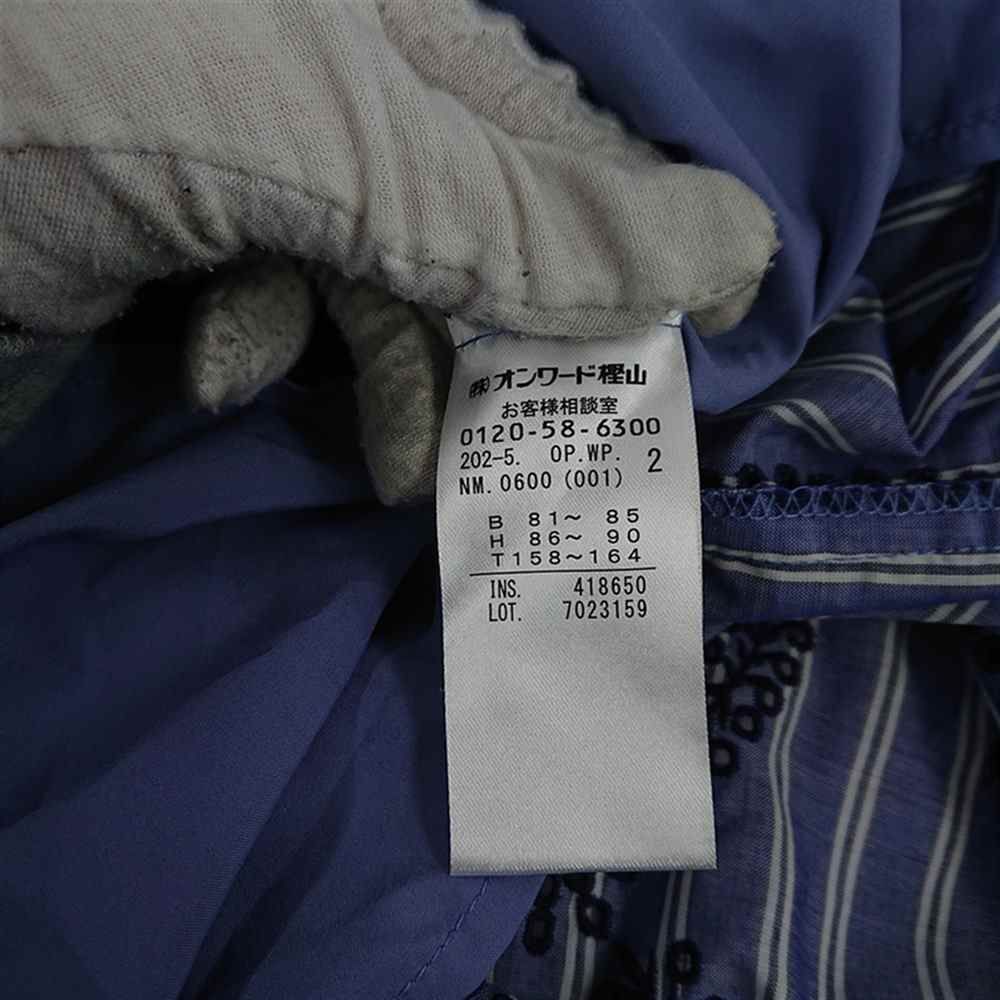 ㈱オンワード樫山
お客様相談室
0120-58-6300
202-5. OP.WP. 2
NM.0600 (001)
B 81〜 85
H 86〜 90
T158〜164
INS. 418650
LOT. 7023159